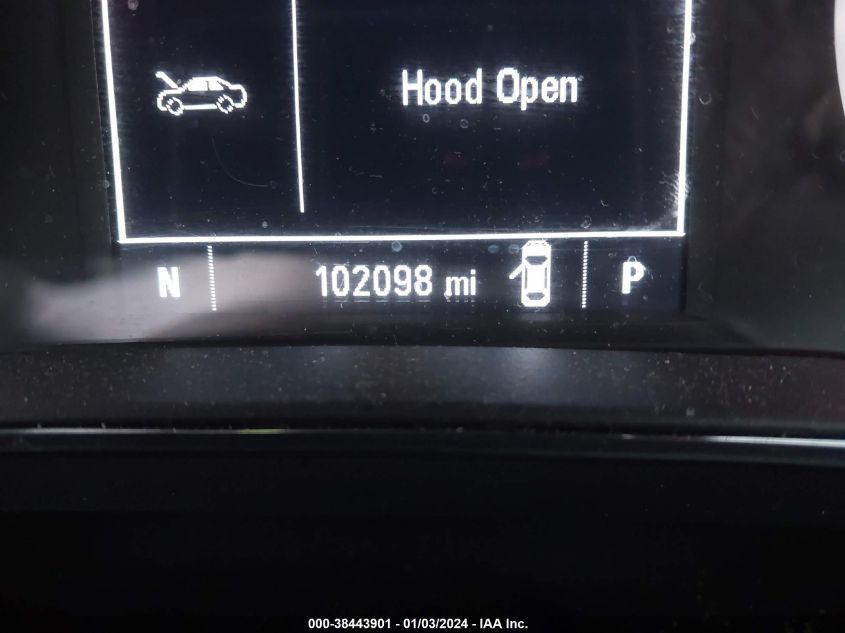 Hood Open
N 102098 mi P
000-38443901 - 01/03/2024 - IAA Inc.